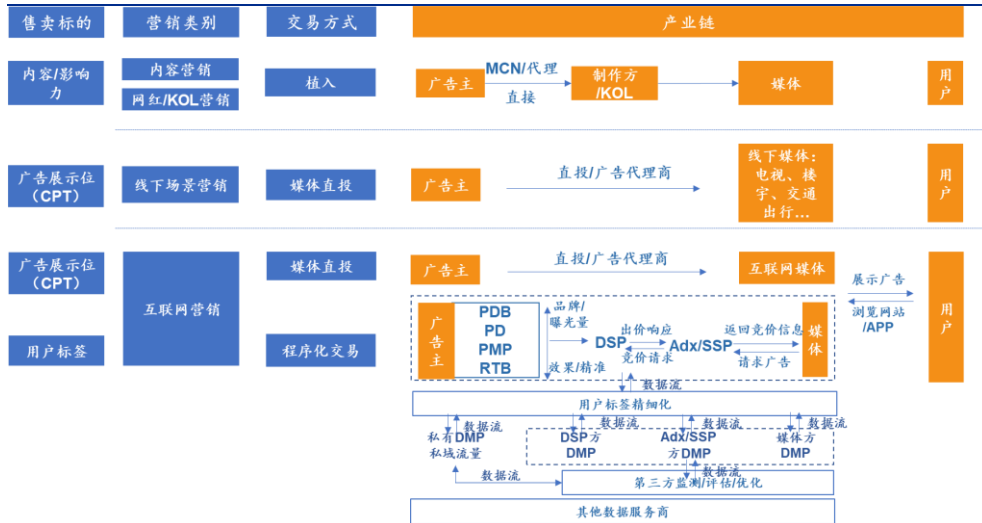 售卖标的
营销类别
交易方式
产业链
内容/影响
力
内容营销
网红/KOL营销
植入
广告主
MCN/代理
直接
制作方
/KOL
媒体
用
户
广告展示位
（CPT）
线下场景营销
媒体直投
广告主
直投/广告代理商
线下媒体：
电视、楼
宇、交通
出行...
用
户
广告展示位
（CPT）
互联网营销
媒体直投
广告主
直投/广告代理商
互联网媒体
展示广告
浏览网站
/APP
用
户
用户标签
程序化交易
广
告
主
PDB
PD
PMP
RTB
品牌/
曝光量
效果/精准
DSP
出价响应
竞价请求
Adx/SSP
返回竞价信息
请求广告
媒
体
数据流
用户标签精细化
数据流
数据流
数据流
数据流
私有DMP
私域流量
DSP方
DMP
Adx/SSP
方DMP
媒体方
DMP
数据流
数据流
第三方监测/评估/优化
其他数据服务商